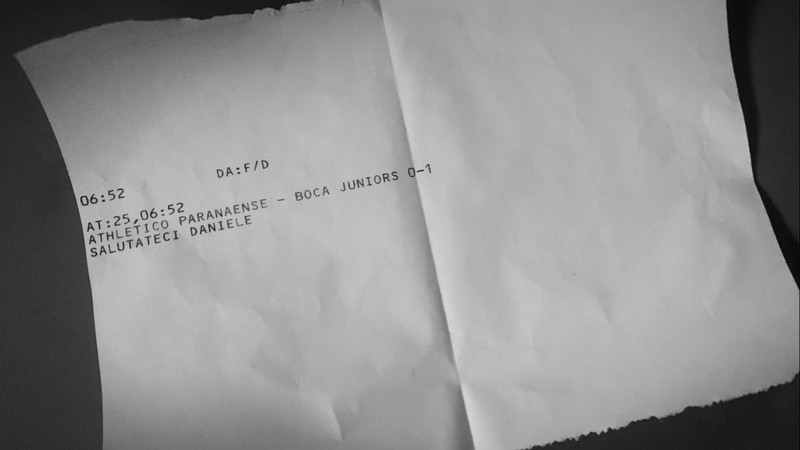 06:52 DA:F/D
AT:25,06:52
ATHLETICO PARANAENSE - BOCA JUNIORS 0-1
SALUTATECI DANIELE